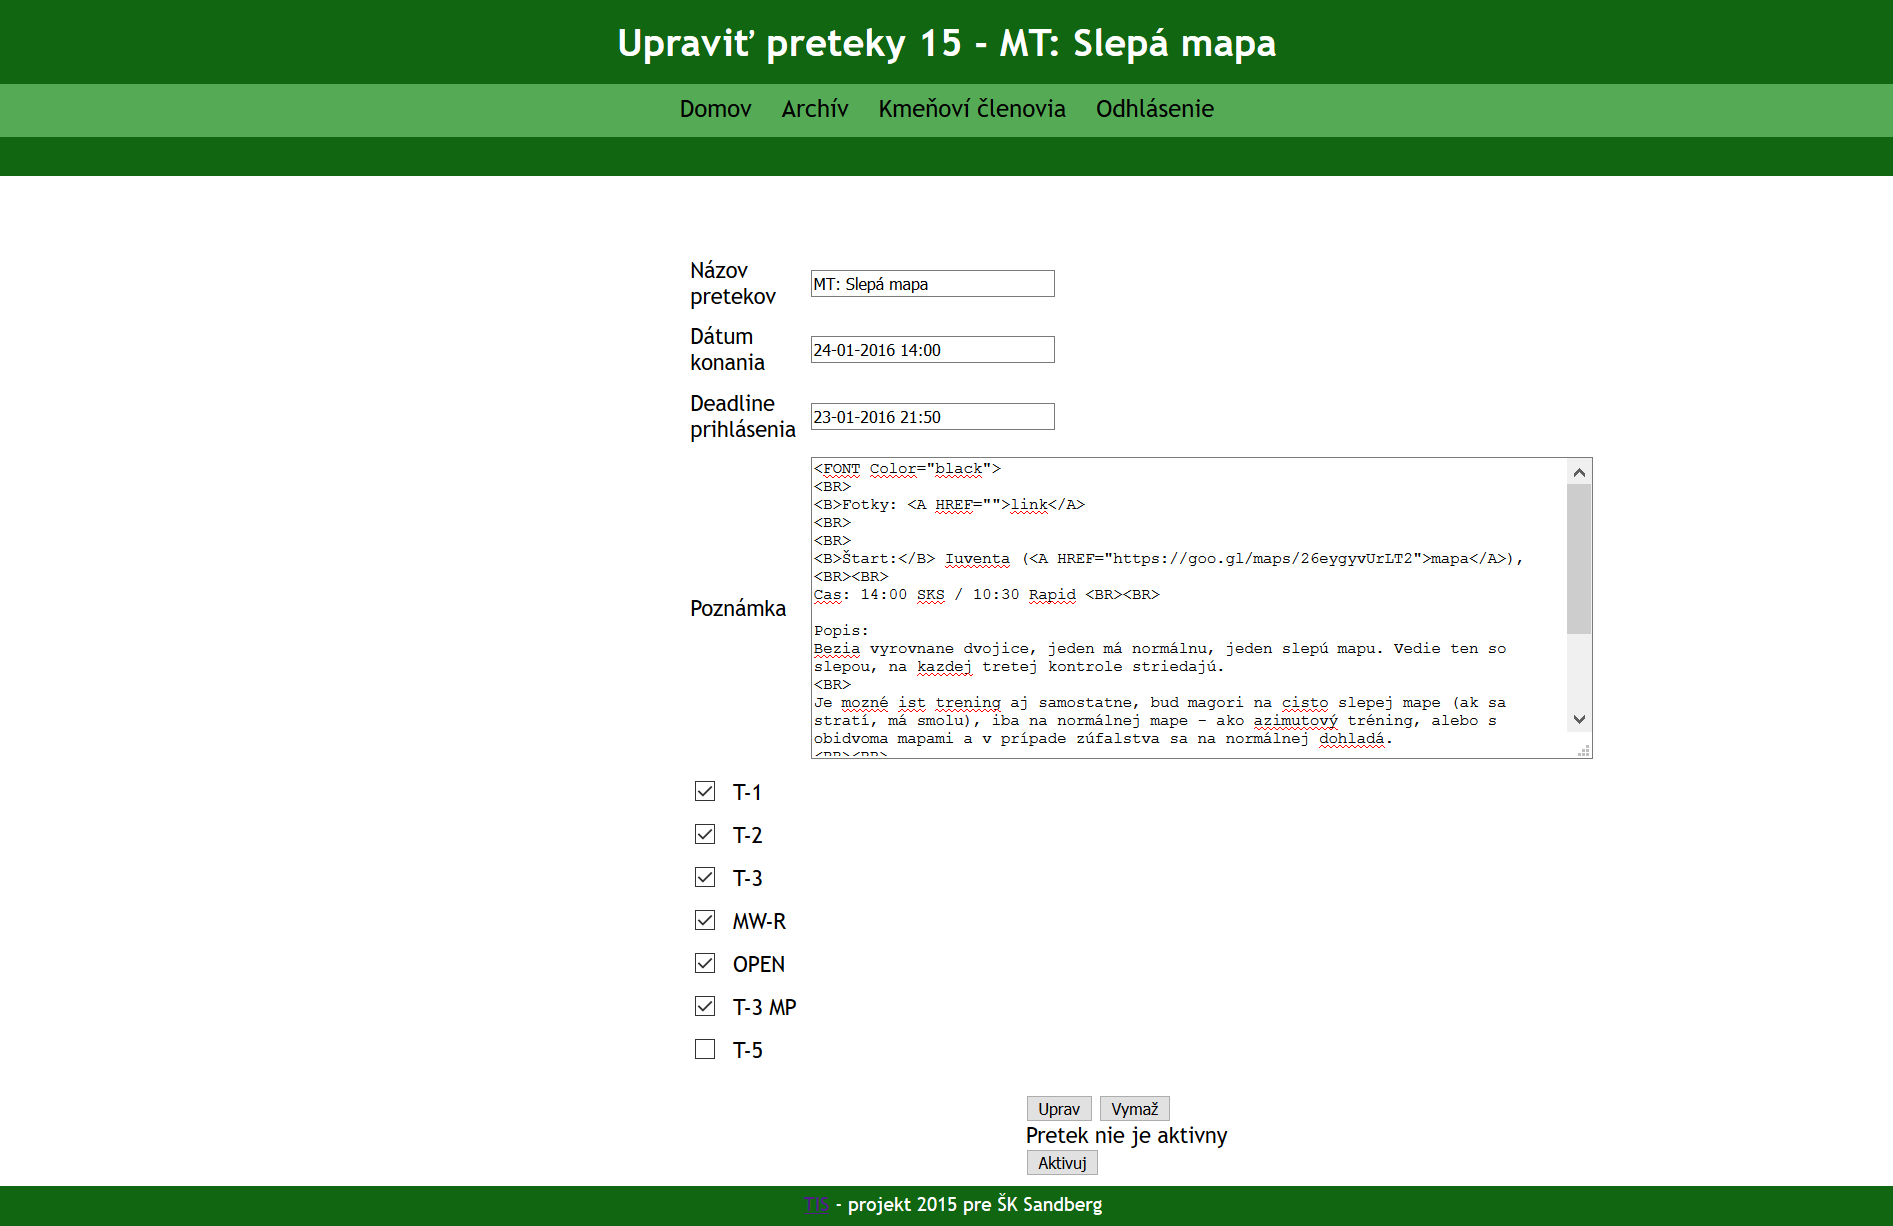 Upraviť preteky 15 - MT: Slepá mapa
Domov Archív Kmeňoví členovia Odhlásenie
Názov pretekov
MT: Slepá mapa
Dátum konania
24-01-2016 14:00
Deadline prihlásenia
23-01-2016 21:50
Poznámka
<FONT Color="black">
<BR>
<B>Fotky: <A HREF="">link</A>
<BR>
<BR>
<B>Štart:</B> Iuventa (<A HREF="https://goo.gl/maps/26eygyvUrLT2">mapa</A>),
<BR><BR>
Cas: 14:00 SKS / 10:30 Rapid <BR><BR>
Popis:
Bezia vyrovnane dvojice, jeden má normálnu, jeden slepú mapu. Vedie ten so
slepou, na kazdej tretej kontrole striedajú.
<BR>
Je mozné ist trening aj samostatne, bud magori na cisto slepej mape (ak sa
stratí, má smolu), iba na normálnej mape - ako azimutový tréning, alebo s
obidvoma mapami a v prípade zúfalstva sa na normálnej dohladá.
<BR><BR>
T-1
T-2
T-3
MW-R
OPEN
T-3 MP
T-5
Uprav Vymaž
Pretek nie je aktivny
Aktivuj
TIS - projekt 2015 pre ŠK Sandberg